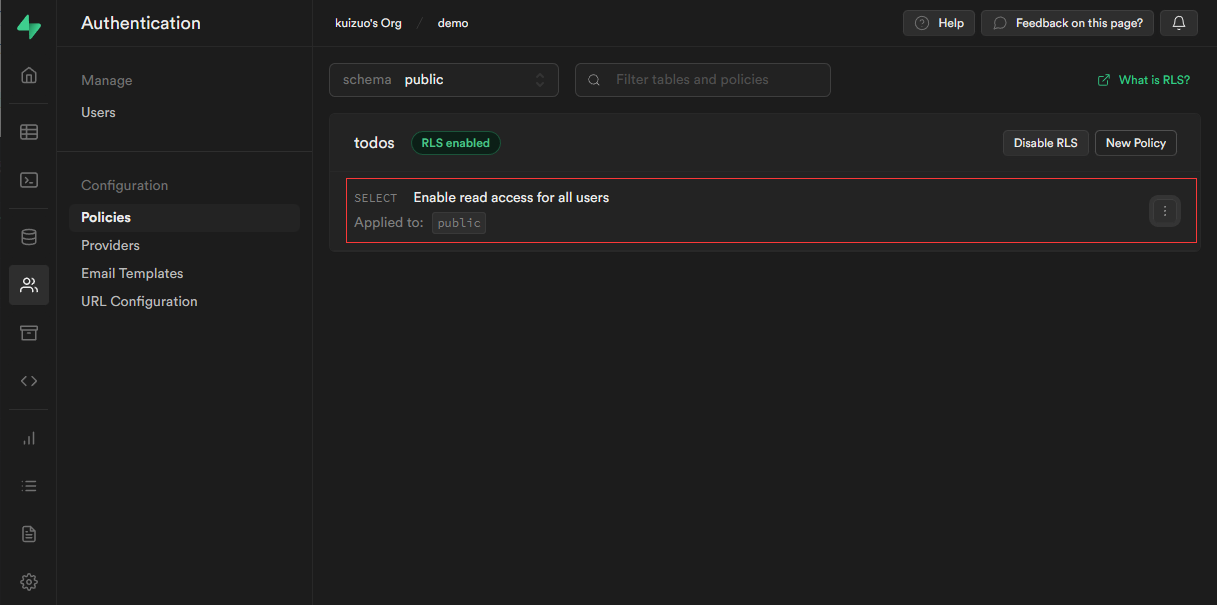 Authentication
kuizuo's Org / demo
Help
Feedback on this page?
Manage
Users
Configuration
Policies
Providers
Email Templates
URL Configuration
schema public
Filter tables and policies
What is RLS?
todos RLS enabled
Disable RLS
New Policy
SELECT Enable read access for all users
Applied to: public